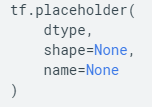 tf.placeholder(
    dtype,
    shape=None,
    name=None
)